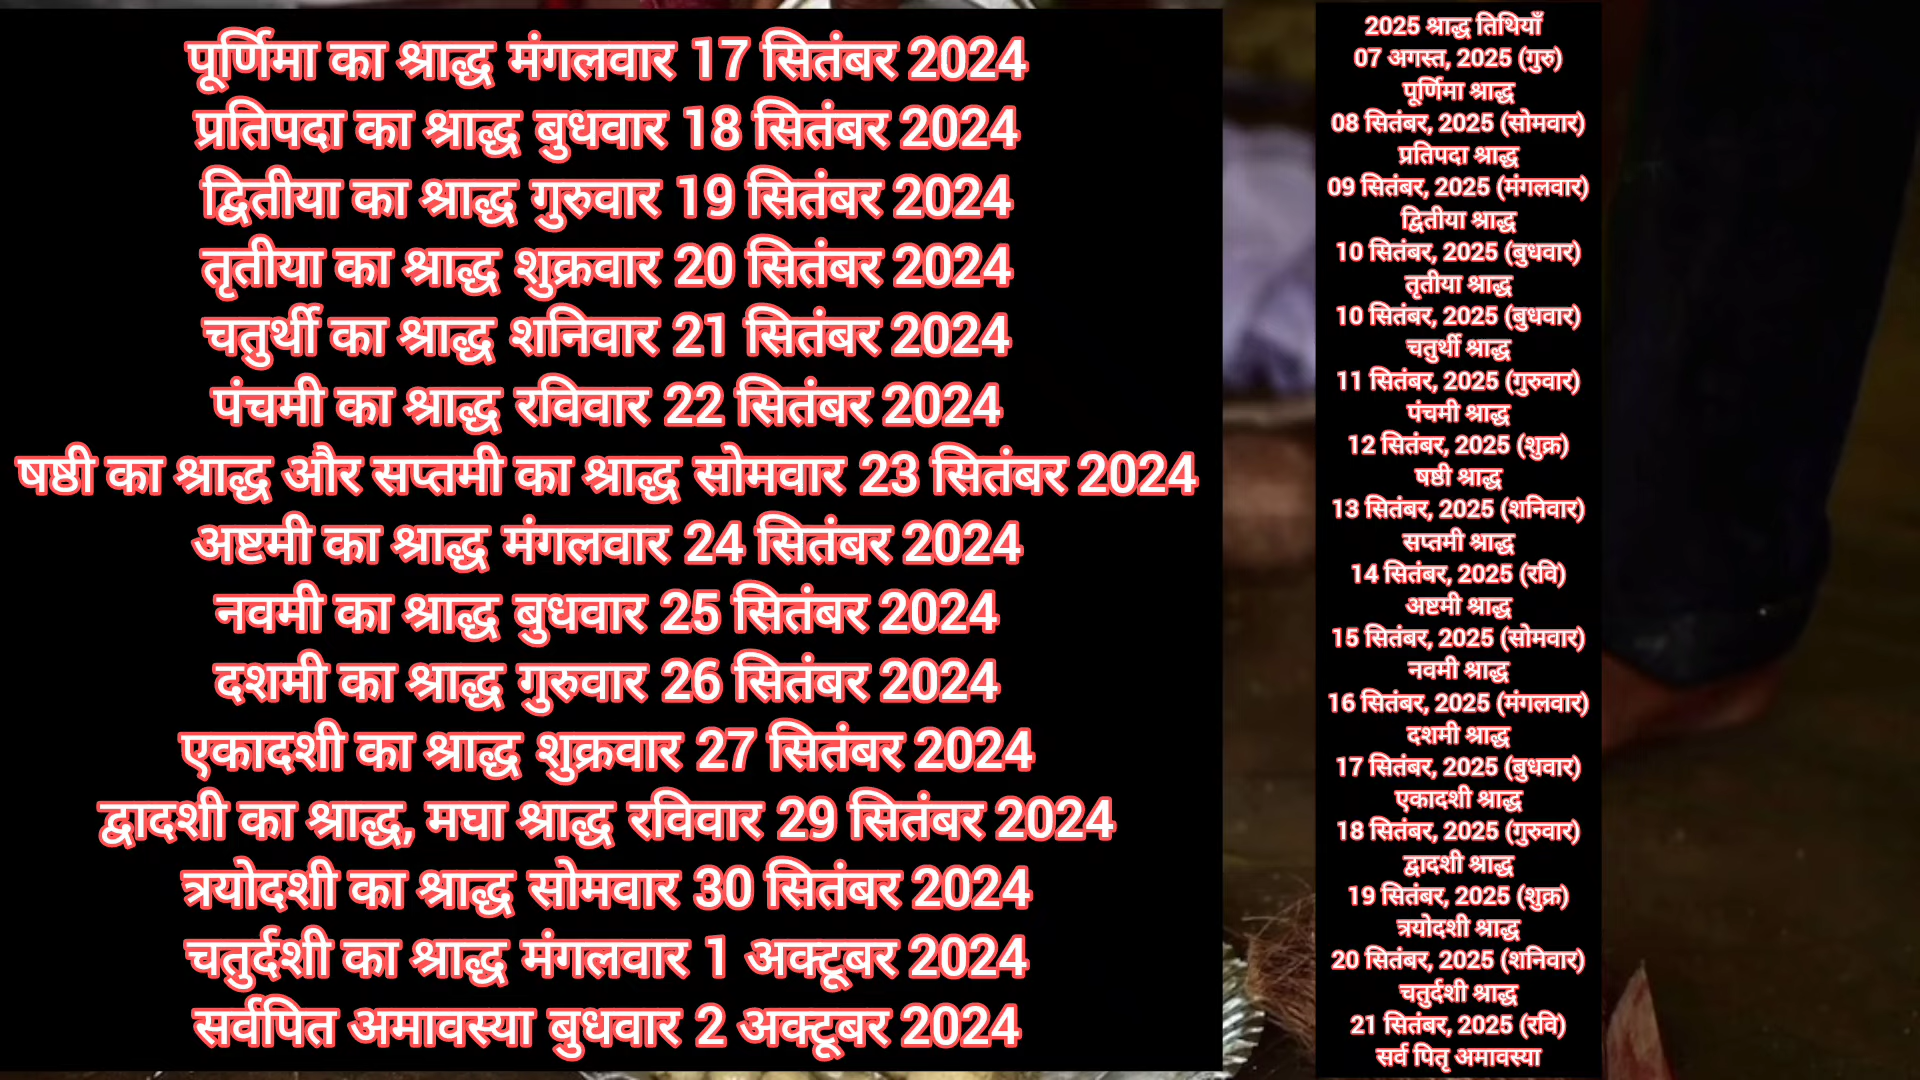 पूर्णिमा का श्राद्ध मंगलवार 17 सितंबर 2024
प्रतिपदा का श्राद्ध बुधवार 18 सितंबर 2024
द्वितीया का श्राद्ध गुरुवार 19 सितंबर 2024
तृतीया का श्राद्ध शुक्रवार 20 सितंबर 2024
चतुर्थी का श्राद्ध शनिवार 21 सितंबर 2024
पंचमी का श्राद्ध रविवार 22 सितंबर 2024
षष्ठी का श्राद्ध और सप्तमी का श्राद्ध सोमवार 23 सितंबर 2024
अष्टमी का श्राद्ध मंगलवार 24 सितंबर 2024
नवमी का श्राद्ध बुधवार 25 सितंबर 2024
दशमी का श्राद्ध गुरुवार 26 सितंबर 2024
एकादशी का श्राद्ध शुक्रवार 27 सितंबर 2024
द्वादशी का श्राद्ध, मघा श्राद्ध रविवार 29 सितंबर 2024
त्रयोदशी का श्राद्ध सोमवार 30 सितंबर 2024
चतुर्दशी का श्राद्ध मंगलवार 1 अक्टूबर 2024
सर्वपित अमावस्या बुधवार 2 अक्टूबर 2024
2025 श्राद्ध तिथियाँ
07 अगस्त, 2025 (गुरु)
पूर्णिमा श्राद्ध
08 सितंबर, 2025 (सोमवार)
प्रतिपदा श्राद्ध
09 सितंबर, 2025 (मंगलवार)
द्वितीया श्राद्ध
10 सितंबर, 2025 (बुधवार)
तृतीया श्राद्ध
10 सितंबर, 2025 (बुधवार)
चतुर्थी श्राद्ध
11 सितंबर, 2025 (गुरुवार)
पंचमी श्राद्ध
12 सितंबर, 2025 (शुक्र)
षष्ठी श्राद्ध
13 सितंबर, 2025 (शनिवार)
सप्तमी श्राद्ध
14 सितंबर, 2025 (रवि)
अष्टमी श्राद्ध
15 सितंबर, 2025 (सोमवार)
नवमी श्राद्ध
16 सितंबर, 2025 (मंगलवार)
दशमी श्राद्ध
17 सितंबर, 2025 (बुधवार)
एकादशी श्राद्ध
18 सितंबर, 2025 (गुरुवार)
द्वादशी श्राद्ध
19 सितंबर, 2025 (शुक्र)
त्रयोदशी श्राद्ध
20 सितंबर, 2025 (शनिवार)
चतुर्दशी श्राद्ध
21 सितंबर, 2025 (रवि)
सर्व पितृ अमावस्या